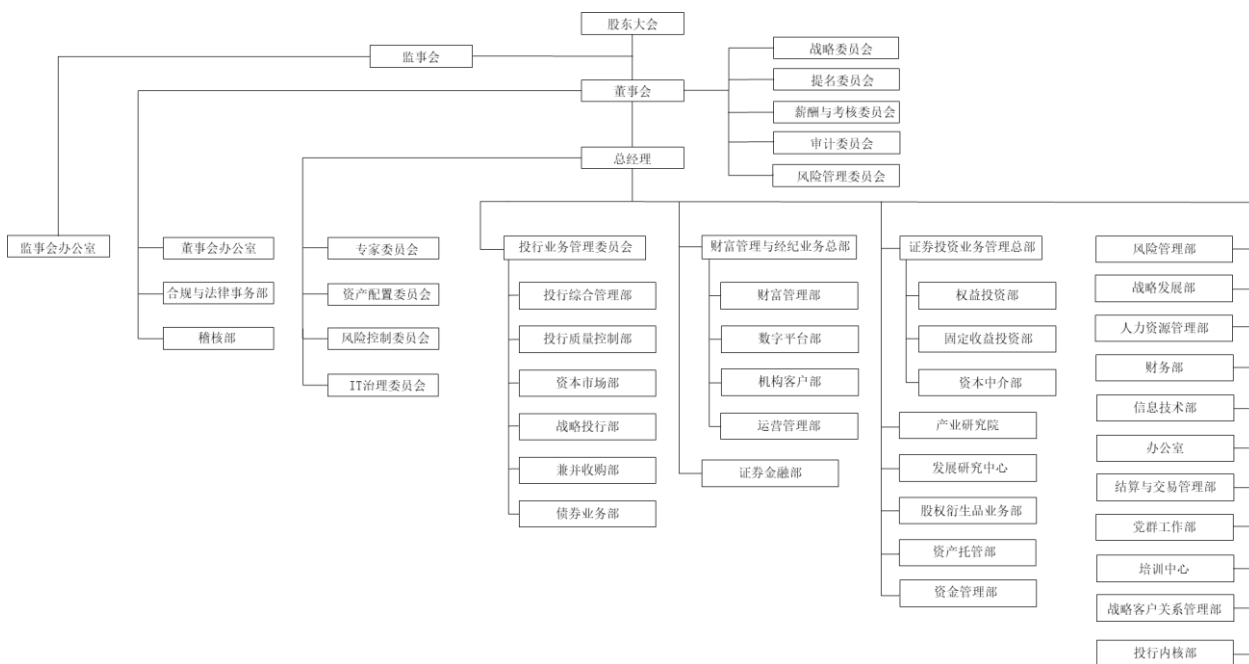 股东大会
监事会
战略委员会
提名委员会
董事会
薪酬与考核委员会
审计委员会
总经理
风险管理委员会
监事会办公室
董事会办公室
合规与法律事务部
稽核部
专家委员会
资产配置委员会
风险控制委员会
IT治理委员会
投行业务管理委员会
投行综合管理部
投行质量控制部
资本市场部
战略投行部
兼并收购部
债券业务部
财富管理与经纪业务总部
财富管理部
数字平台部
机构客户部
运营管理部
证券金融部
证券投资业务管理总部
权益投资部
固定收益投资部
资本中介部
产业研究院
发展研究中心
股权衍生品业务部
资产托管部
资金管理部
风险管理部
战略发展部
人力资源管理部
财务部
信息技术部
办公室
结算与交易管理部
党群工作部
培训中心
战略客户关系管理部
投行内核部